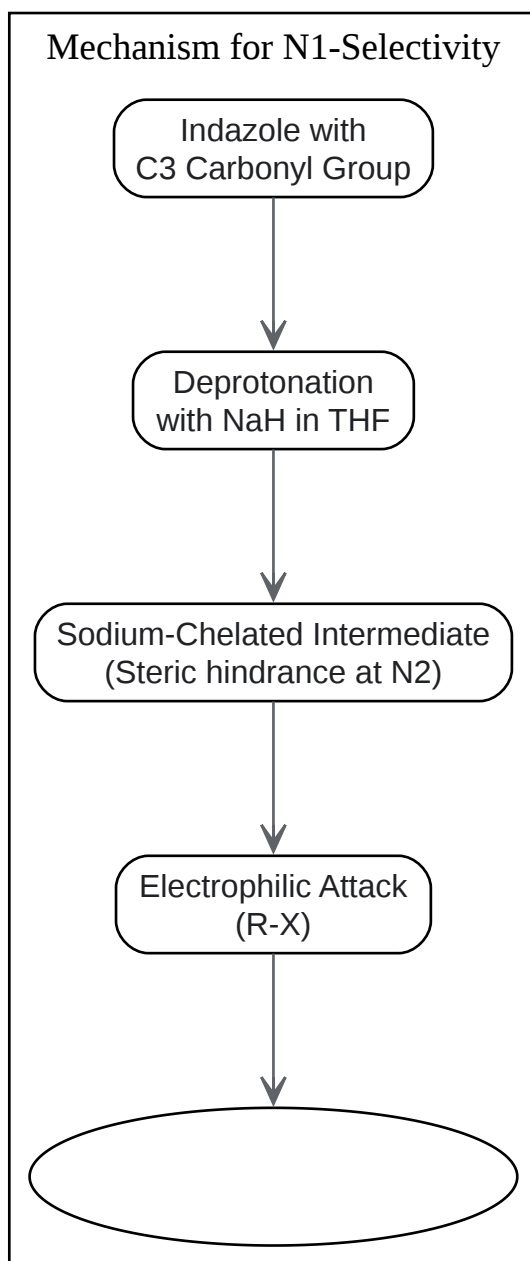 Mechanism for N1-Selectivity
Indazole with
C3 Carbonyl Group
Deprotonation
with NaH in THF
Sodium-Chelated Intermediate
(Steric hindrance at N2)
Electrophilic Attack
(R-X)